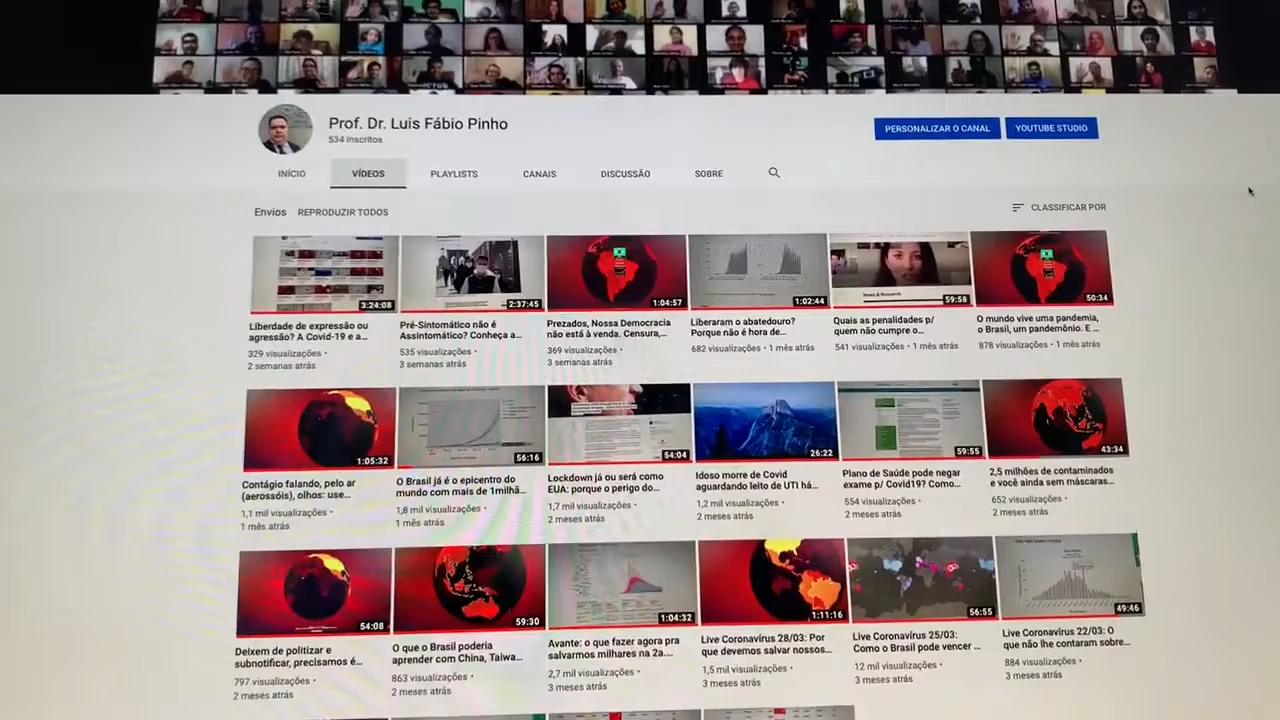 Prof. Dr. Luis Fábio Pinho
534 inscritos
PERSONALIZAR O CANAL
YOUTUBE STUDIO
INÍCIO
VÍDEOS
PLAYLISTS
CANAIS
DISCUSSÃO
SOBRE
Envios
REPRODUZIR TODOS
CLASSIFICAR POR
3:24:08
Liberdade de expressão ou
agressão? A Covid-19 e a...
329 visualizações •
2 semanas atrás
2:37:45
Pré-Sintomático não é
Assintomático? Conheça a...
535 visualizações •
3 semanas atrás
1:04:57
Prezados, Nossa Democracia
não está à venda. Censura,...
369 visualizações •
3 semanas atrás
1:02:44
Liberaram o abatedouro?
Porque não é hora de...
682 visualizações • 1 mês atrás
News & Research
59:58
Quais as penalidades p/
quem não cumpre o...
541 visualizações • 1 mês atrás
50:34
O mundo vive uma pandemia,
o Brasil, um pandemônio. E ...
878 visualizações • 1 mês atrás
1:05:32
Contágio falando, pelo ar
(aerossóis), olhos: use...
1,1 mil visualizações •
1 mês atrás
56:16
O Brasil já é o epicentro do
mundo com mais de 1milhã...
1,8 mil visualizações •
1 mês atrás
54:04
Lockdown já ou será como
EUA: porque o perigo do...
1,7 mil visualizações •
2 meses atrás
26:22
Idoso morre de Covid
aguardando leito de UTI há...
1,2 mil visualizações •
2 meses atrás
59:55
Plano de Saúde pode negar
exame p/ Covid19? Como...
554 visualizações •
2 meses atrás
43:34
2,5 milhões de contaminados
e você ainda sem máscaras...
652 visualizações •
2 meses atrás
54:08
Deixem de politizar e
subnotificar, precisamos é...
797 visualizações •
2 meses atrás
59:30
O que o Brasil poderia
aprender com China, Taiwa...
863 visualizações •
2 meses atrás
1:04:32
Avante: o que fazer agora pra
salvarmos milhares na 2a....
2,7 mil visualizações •
3 meses atrás
1:11:16
Live Coronavírus 28/03: Por
que devemos salvar nossos...
1,5 mil visualizações •
3 meses atrás
56:55
Live Coronavírus 25/03:
Como o Brasil pode vencer ...
12 mil visualizações •
3 meses atrás
49:46
Live Coronavírus 22/03: O
que não lhe contaram sobre...
884 visualizações •
3 meses atrás